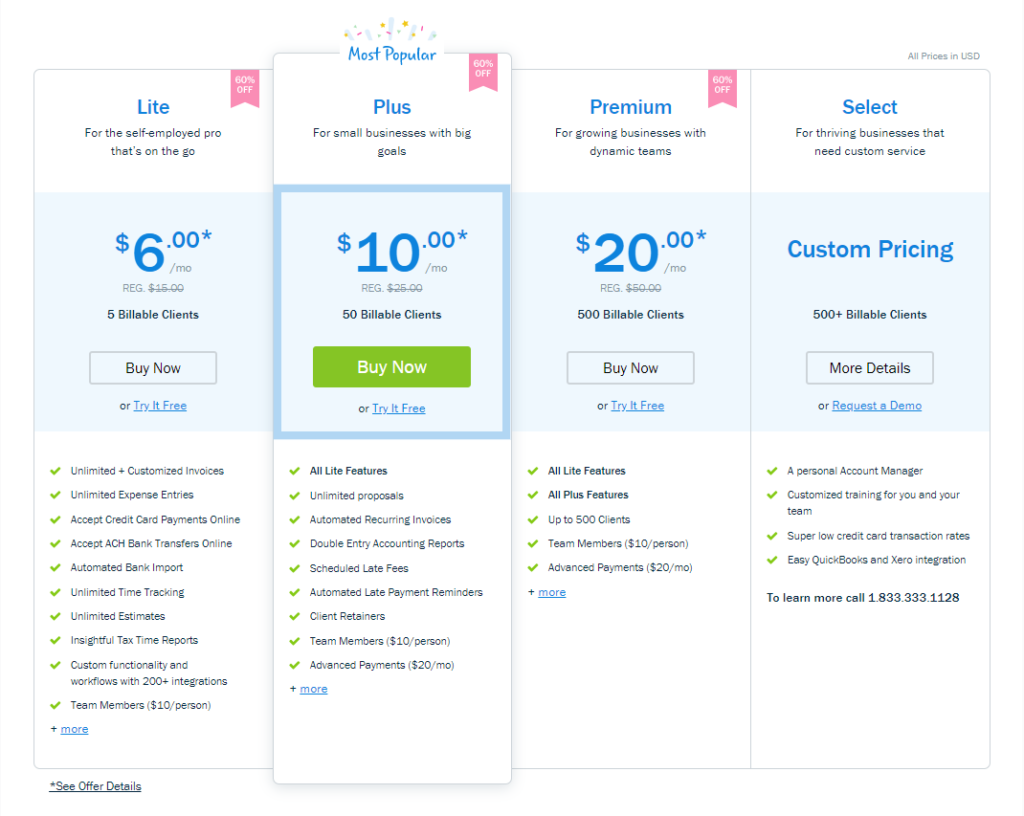 All Prices in USD
Most Popular
60%
OFF
Lite
For the self-employed pro
that's on the go
$6.00*
/mo
REG. $15.00
5 Billable Clients
Buy Now
or Try It Free
Unlimited + Customized Invoices
Unlimited Expense Entries
Accept Credit Card Payments Online
Accept ACH Bank Transfers Online
Automated Bank Import
Unlimited Time Tracking
Unlimited Estimates
Insightful Tax Time Reports
Custom functionality and
workflows with 200+ integrations
Team Members ($10/person)
+ more
60%
OFF
Plus
For small businesses with big
goals
$10.00*
/mo
REG. $25.00
50 Billable Clients
Buy Now
or Try It Free
All Lite Features
Unlimited proposals
Automated Recurring Invoices
Double Entry Accounting Reports
Scheduled Late Fees
Automated Late Payment Reminders
Client Retainers
Team Members ($10/person)
Advanced Payments ($20/mo)
+ more
60%
OFF
Premium
For growing businesses with
dynamic teams
$20.00*
/mo
REG. $50.00
500 Billable Clients
Buy Now
or Try It Free
All Lite Features
All Plus Features
Up to 500 Clients
Team Members ($10/person)
Advanced Payments ($20/mo)
+ more
Select
For thriving businesses that
need custom service
Custom Pricing
500+ Billable Clients
More Details
or Request a Demo
A personal Account Manager
Customized training for you and your
team
Super low credit card transaction rates
Easy QuickBooks and Xero integration
To learn more call 1.833.333.1128
*See Offer Details